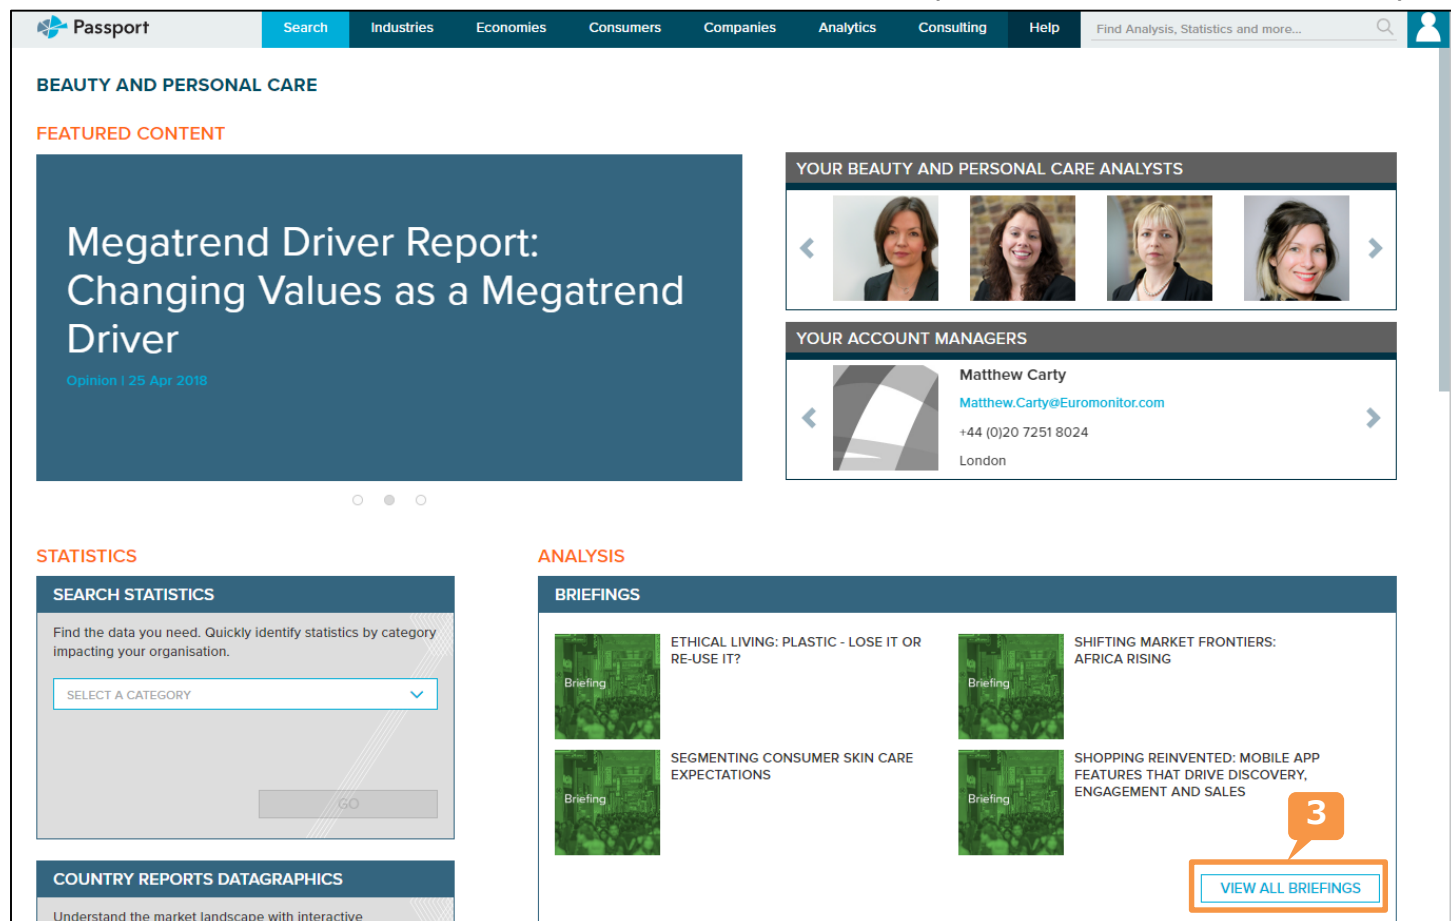 Passport
Search Industries Economies Consumers Companies Analytics Consulting Help Find Analysis, Statistics and more...
BEAUTY AND PERSONAL CARE
FEATURED CONTENT
Megatrend Driver Report:
Changing Values as a Megatrend
Driver
Opinion | 25 Apr 2018
YOUR BEAUTY AND PERSONAL CARE ANALYSTS
YOUR ACCOUNT MANAGERS
Matthew Carty
Matthew.Carty@Euromonitor.com
+44 (0)20 7251 8024
London
STATISTICS
SEARCH STATISTICS
Find the data you need. Quickly identify statistics by category
impacting your organisation.
SELECT A CATEGORY
GO
COUNTRY REPORTS DATAGRAPHICS
Understand the market landscape with interactive
ANALYSIS
BRIEFINGS
Briefing
ETHICAL LIVING: PLASTIC - LOSE IT OR
RE-USE IT?
Briefing
SHIFTING MARKET FRONTIERS:
AFRICA RISING
Briefing
SEGMENTING CONSUMER SKIN CARE
EXPECTATIONS
Briefing
SHOPPING REINVENTED: MOBILE APP
FEATURES THAT DRIVE DISCOVERY,
ENGAGEMENT AND SALES
3
VIEW ALL BRIEFINGS